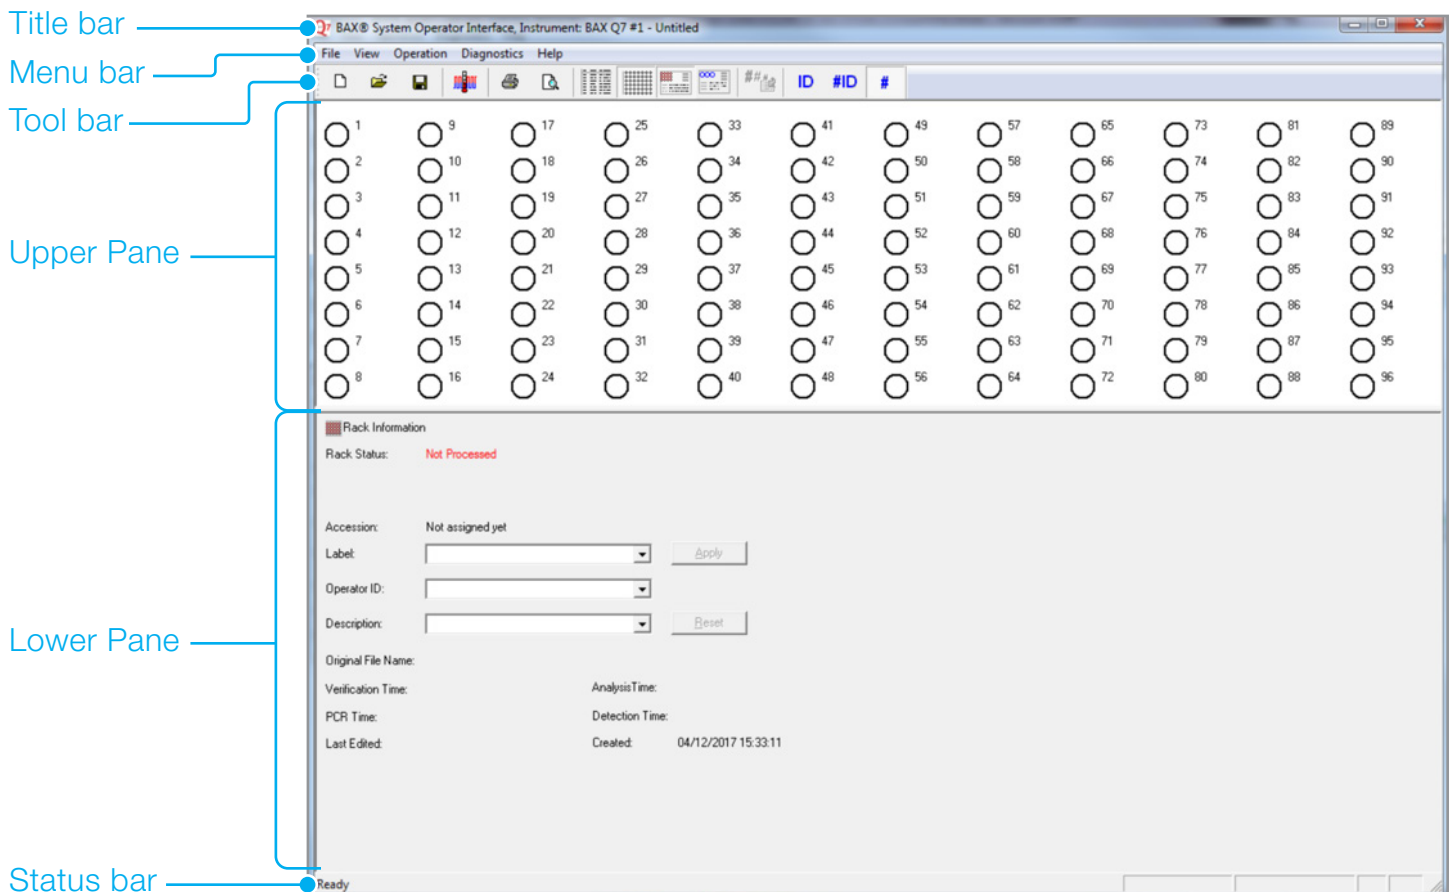 Title bar
Q7 BAX® System Operator Interface, Instrument: BAX Q7 #1 - Untitled
Menu bar
File View Operation Diagnostics Help
Tool bar
ID #ID #
Upper Pane
1 9 17 25 33 41 49 57 65 73 81 89
2 10 18 26 34 42 50 58 66 74 82 90
3 11 19 27 35 43 51 59 67 75 83 91
4 12 20 28 36 44 52 60 68 76 84 92
5 13 21 29 37 45 53 61 69 77 85 93
6 14 22 30 38 46 54 62 70 78 86 94
7 15 23 31 39 47 55 63 71 79 87 95
8 16 24 32 40 48 56 64 72 80 88 96
Lower Pane
Rack Information
Rack Status: Not Processed
Accession: Not assigned yet
Label: Apply
Operator ID:
Description: Reset
Original File Name:
Verification Time: AnalysisTime:
PCR Time: Detection Time:
Last Edited: Created: 04/12/2017 15:33:11
Status bar
Ready